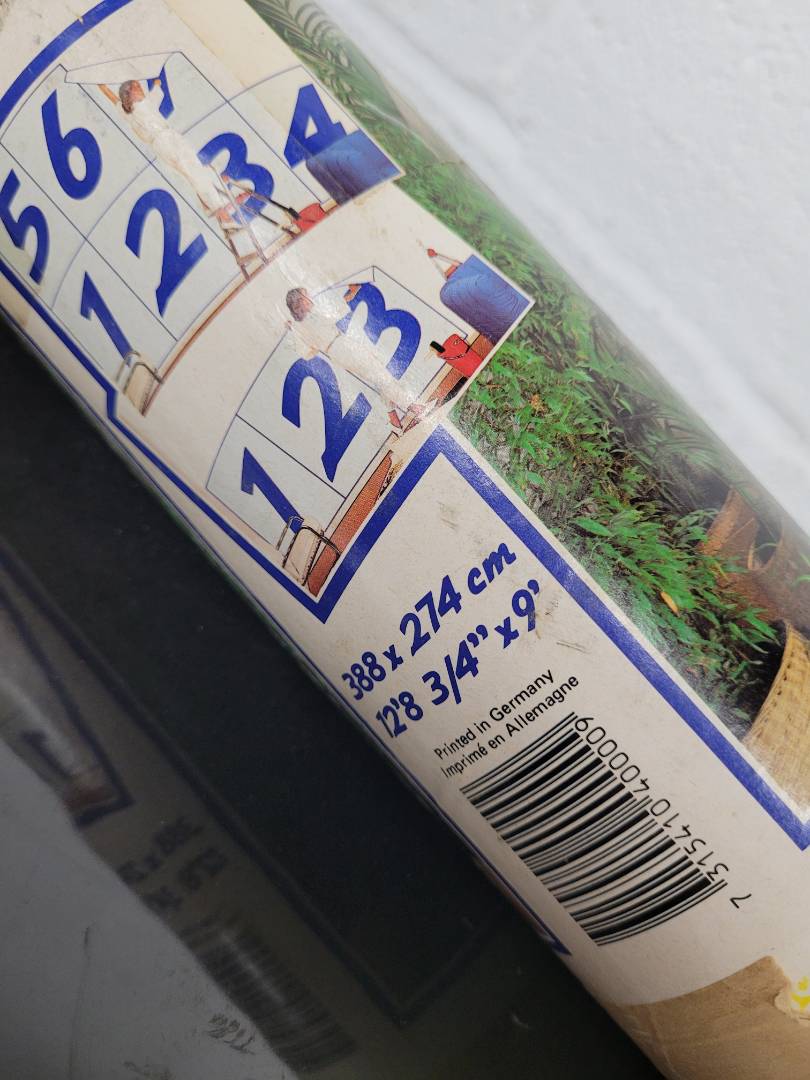 5 6
1 2 3 4
1 2 3
388 x 274 cm
12'8 3/4" x 9'
Printed in Germany
Imprimé en Allemagne
7 315410 400009